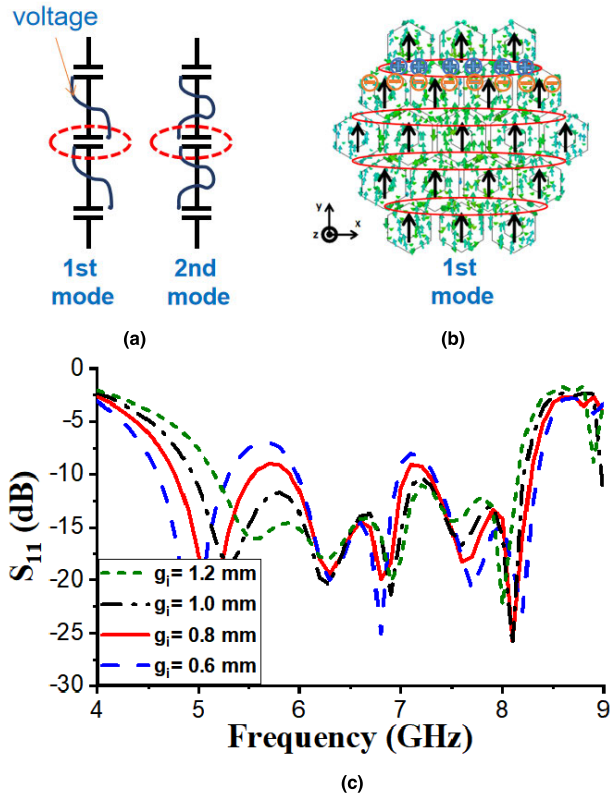 voltage
1st
mode
2nd
mode
(a)
y
z
x
1st
mode
(b)
0
-5
-10
-15
-20
-25
-30
S11 (dB)
gi= 1.2 mm
gi= 1.0 mm
gi= 0.8 mm
gi= 0.6 mm
4
5
6
7
8
9
Frequency (GHz)
(c)